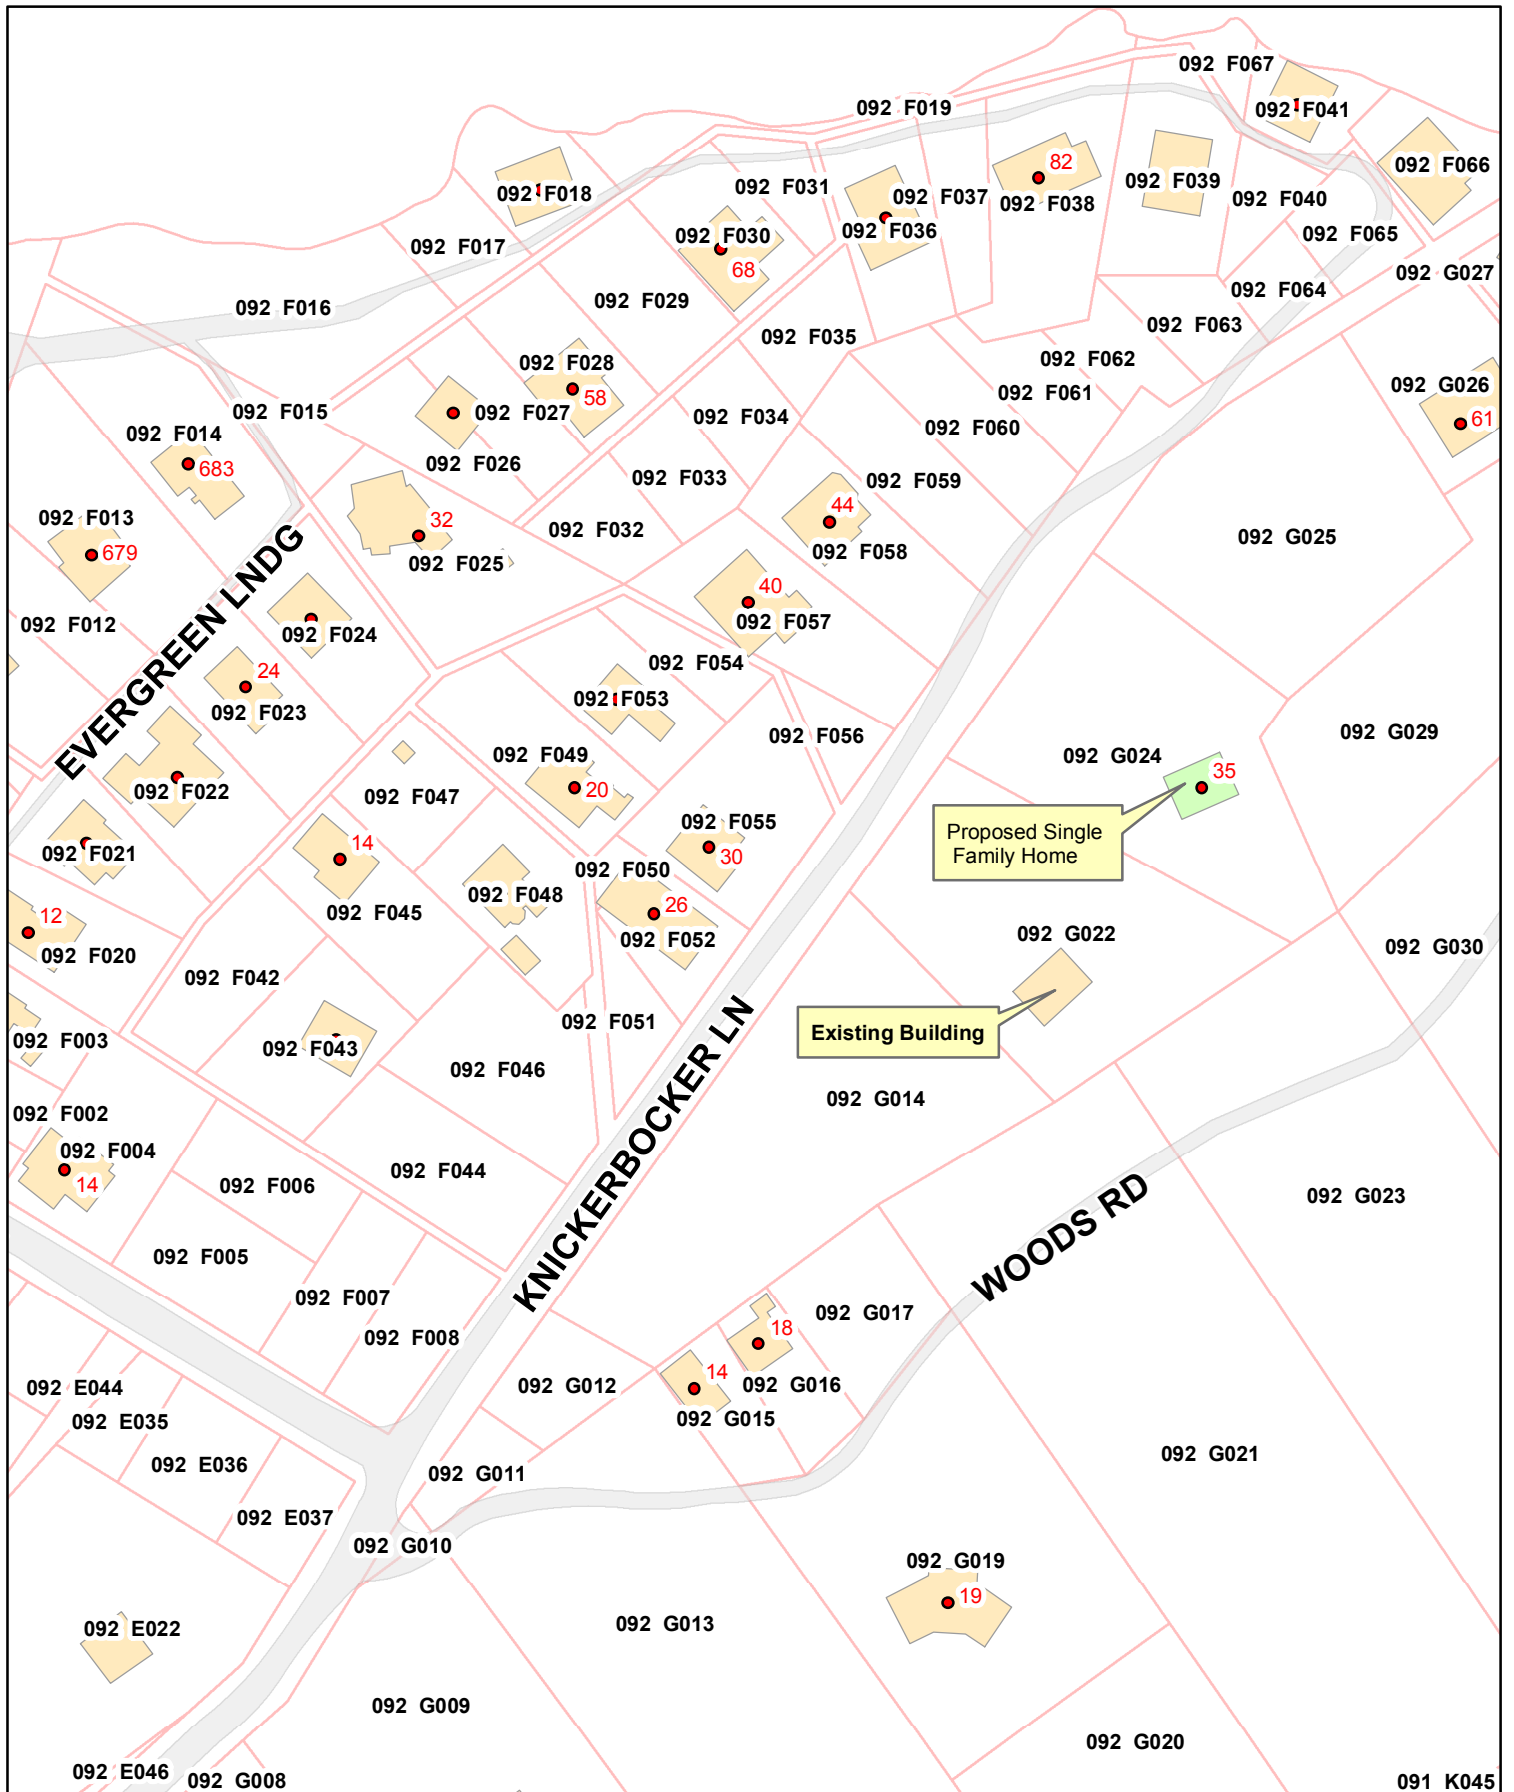 092 F067
092 F019
092 F041
092 F018
092 F031
82
092 F039
092 F066
092 F037
092 F038
092 F040
092 F036
092 F065
092 F017
092 F030
68
092 G027
092 F016
092 F029
092 F064
092 F035
092 F063
092 F028
58
092 F062
092 F015
092 F027
092 F061
092 G026
61
092 F034
092 F060
092 F014
683
092 F026
092 F033
092 F059
092 F013
679
32
092 F032
44
092 G025
092 F025
092 F058
40
092 F012
092 F024
092 F057
EVERGREEN LNDG
24
092 F054
092 F023
092 F053
092 F056
092 G029
092 F049
20
092 G024
35
092 F022
092 F047
Proposed Single
Family Home
14
092 F055
30
092 F021
092 F050
092 F048
26
12
092 F045
092 F052
092 G022
092 F020
092 G030
092 F042
092 F051
Existing Building
092 F003
092 F043
092 F046
KNICKERBOCKER LN
092 G014
092 F002
092 F004
14
092 F044
092 F006
092 G023
WOODS RD
092 F005
092 F007
092 G017
092 F008
18
092 E044
092 G012
14
092 G016
092 E035
092 G015
092 E036
092 G011
092 G021
092 E037
092 G010
092 G019
19
092 E022
092 G013
092 G009
092 G020
092 E046
092 G008
091 K045